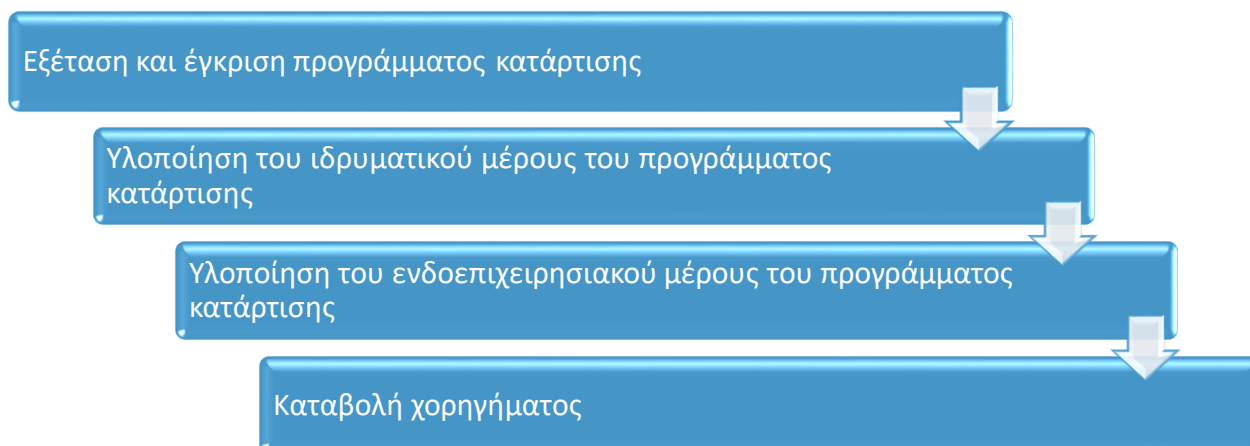 Εξέταση και έγκριση προγράμματος κατάρτισης
Υλοποίηση του ιδρυματικού μέρους του προγράμματος
κατάρτισης
Υλοποίηση του ενδοεπιχειρησιακού μέρους του προγράμματος
κατάρτισης
Καταβολή χορηγήματος